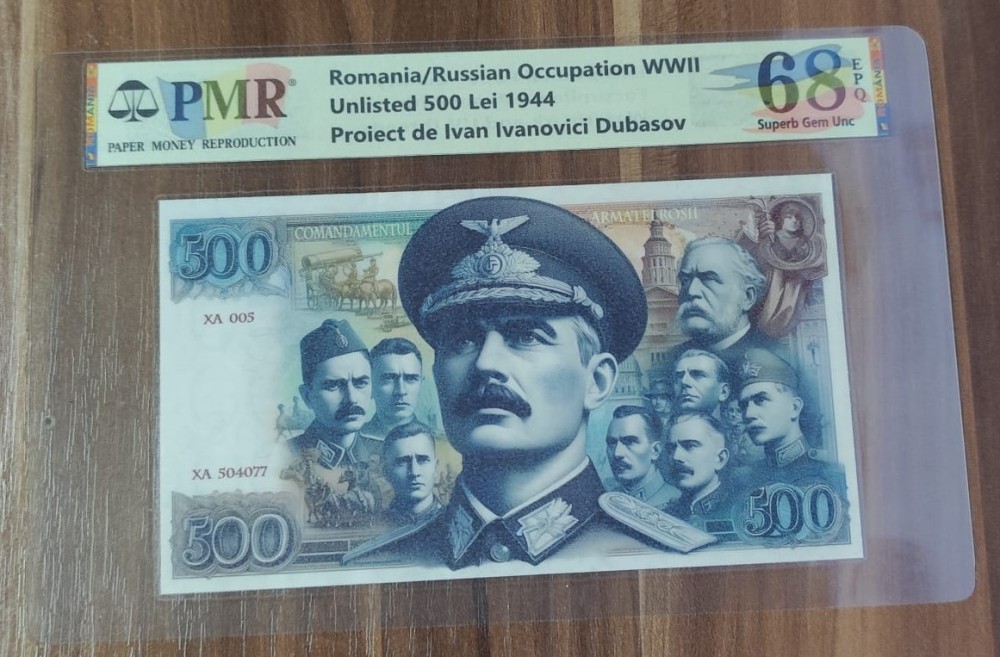 PMR®
PAPER MONEY REPRODUCTION
Romania/Russian Occupation WWII
Unlisted 500 Lei 1944
Proiect de Ivan Ivanovici Dubasov
68
EPQ
Superb Gem Unc
ROMÂNIA
500
COMANDAMENTUL
ARMATEI ROSII
XA 005
XA 504077
500
500